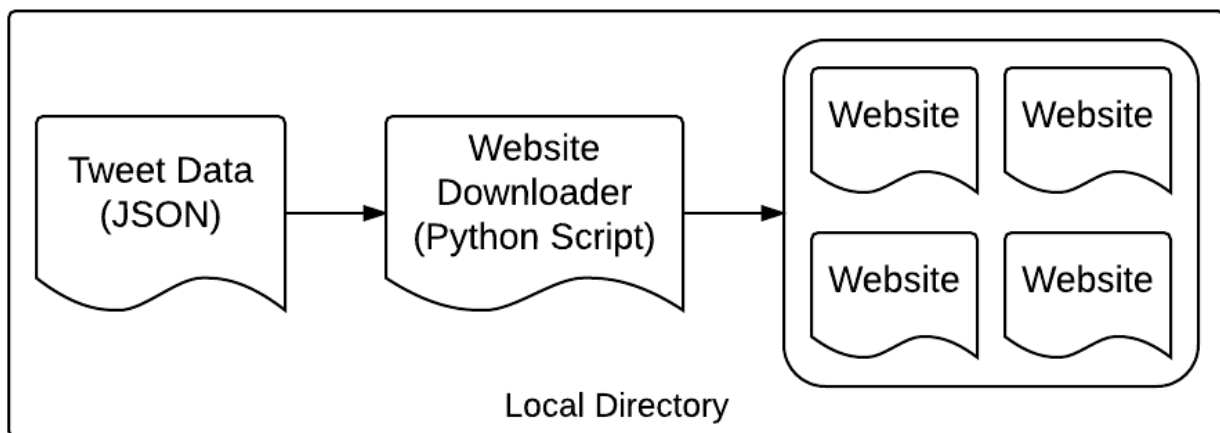 Tweet Data
(JSON)
Website
Downloader
(Python Script)
Website
Website
Website
Website
Local Directory